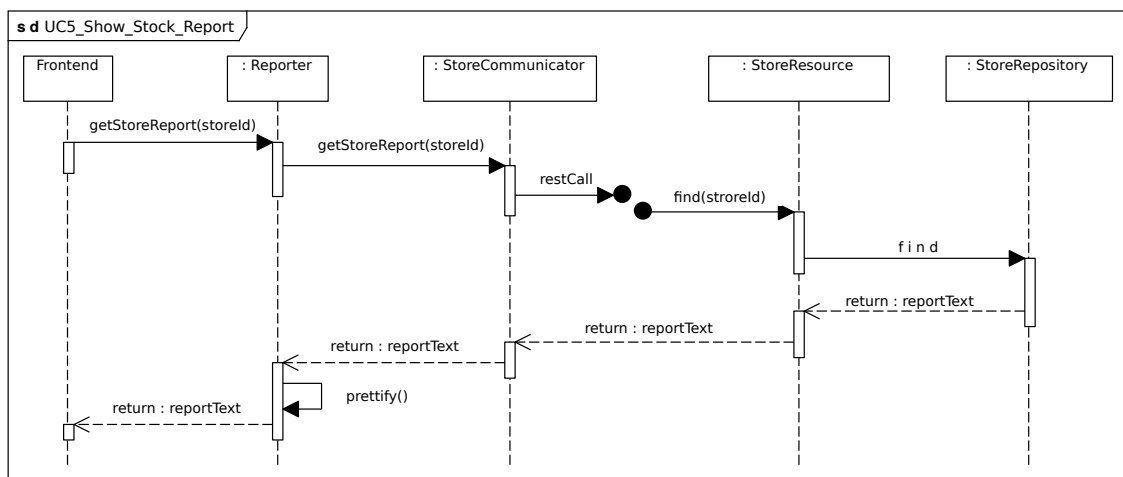 sd UC5_Show_Stock_Report
Frontend
: Reporter
: StoreCommunicator
: StoreResource
: StoreRepository
getStoreReport(storeId)
getStoreReport(storeId)
restCall
find(stroreId)
find
return : reportText
return : reportText
return : reportText
prettify()
return : reportText